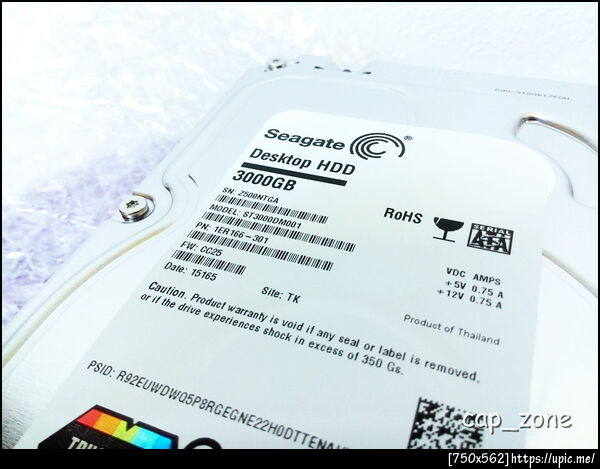 Seagate ®
Desktop HDD
3000GB
SN: Z500NTGA
MODEL: ST3000DM001
PN: 1ER166-301
FW: CC25
Date: 15165 Site: TK
RoHS
SERIAL
ATA
VDC AMPS
+5V 0.75 A
+12V 0.75 A
Product of Thailand
Caution. Product warranty is void if any seal or label is removed,
or if the drive experiences shock in excess of 350 Gs.
cap_zone
[750x562]https://upic.me/